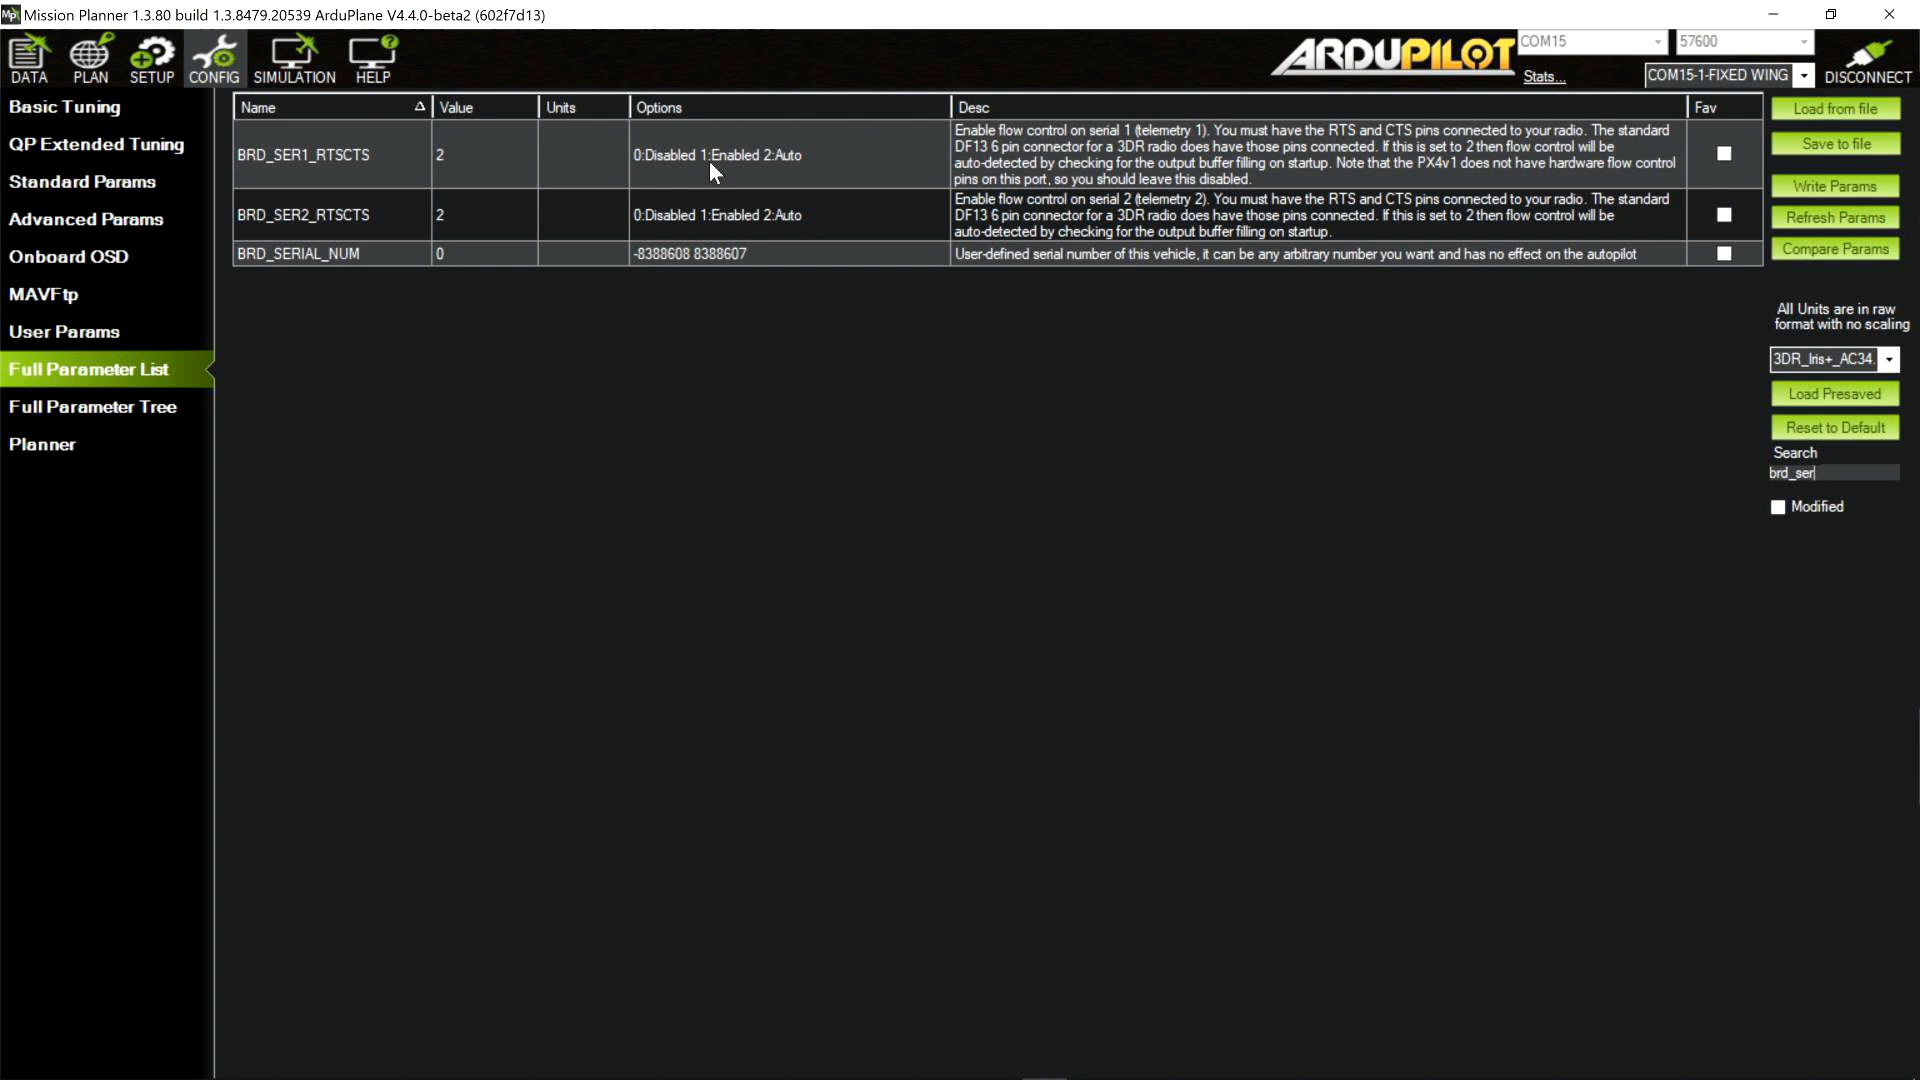 Mission Planner 1.3.80 build 1.3.8479.20539 ArduPlane V4.4.0-beta2 (602f7d13)
DATA
PLAN
SETUP
CONFIG
SIMULATION
HELP
ARDUPILOT
COM15
57600
Stats...
COM15-1-FIXED WING
DISCONNECT
Basic Tuning
QP Extended Tuning
Standard Params
Advanced Params
Onboard OSD
MAVFtp
User Params
Full Parameter List
Full Parameter Tree
Planner
Name Value Units Options Desc Fav
BRD_SER1_RTSCTS
2
0:Disabled 1:Enabled 2:Auto
Enable flow control on serial 1 (telemetry 1). You must have the RTS and CTS pins connected to your radio. The standard
DF13 6 pin connector for a 3DR radio does have those pins connected. If this is set to 2 then flow control will be
auto-detected by checking for the output buffer filling on startup. Note that the PX4v1 does not have hardware flow control
pins on this port, so you should leave this disabled.
BRD_SER2_RTSCTS
2
0:Disabled 1:Enabled 2:Auto
Enable flow control on serial 2 (telemetry 2). You must have the RTS and CTS pins connected to your radio. The standard
DF13 6 pin connector for a 3DR radio does have those pins connected. If this is set to 2 then flow control will be
auto-detected by checking for the output buffer filling on startup.
BRD_SERIAL_NUM
0
-8388608 8388607
User-defined serial number of this vehicle, it can be any arbitrary number you want and has no effect on the autopilot
Load from file
Save to file
Write Params
Refresh Params
Compare Params
All Units are in raw
format with no scaling
3DR_Iris+_AC34.
Load Presaved
Reset to Default
Search
brd_ser
Modified